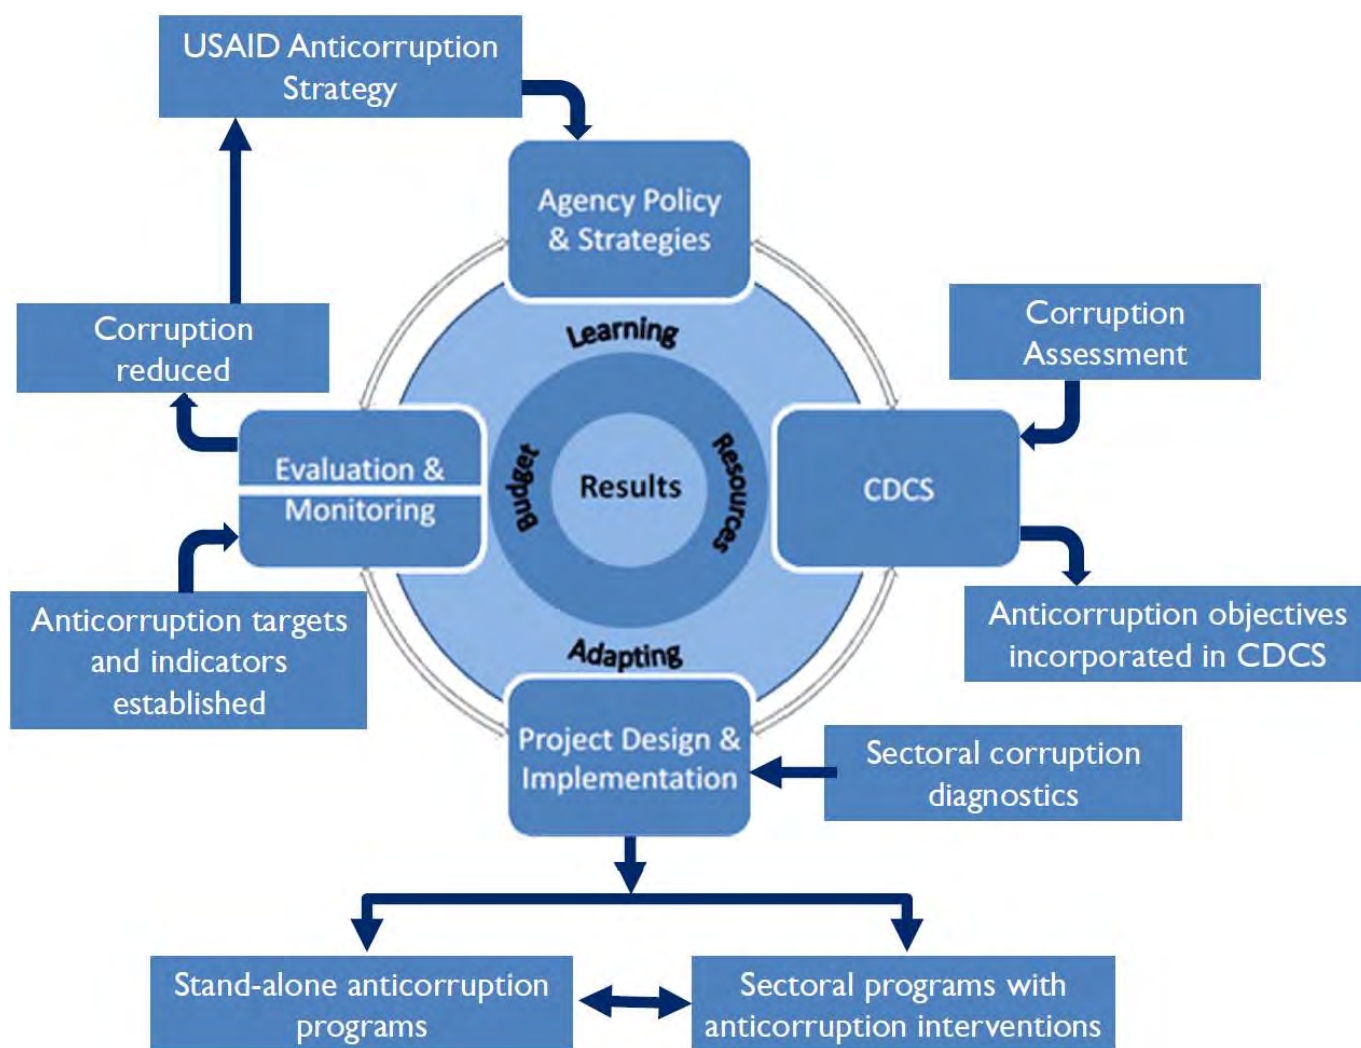 USAID Anticorruption
Strategy
Agency Policy
& Strategies
Corruption
reduced
Corruption
Assessment
Learning
Evaluation &
Monitoring
Budget
Results
Resources
CDCS
Anticorruption targets
and indicators
established
Anticorruption objectives
incorporated in CDCS
Adapting
Project Design &
Implementation
Sectoral corruption
diagnostics
Stand-alone anticorruption
programs
Sectoral programs with
anticorruption interventions